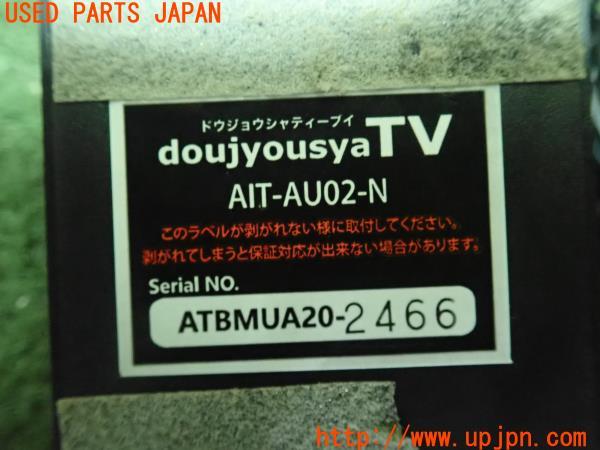 USED PARTS JAPAN
ドウジョウシャティーブイ
doujyousyaTV
AIT-AU02-N
このラベルが剥がれない様に取付してください。
剥がれてしまうと保証対応が出来ない場合があります。
Serial NO.
ATBMUA20-2466
http://www.upjpn.com/